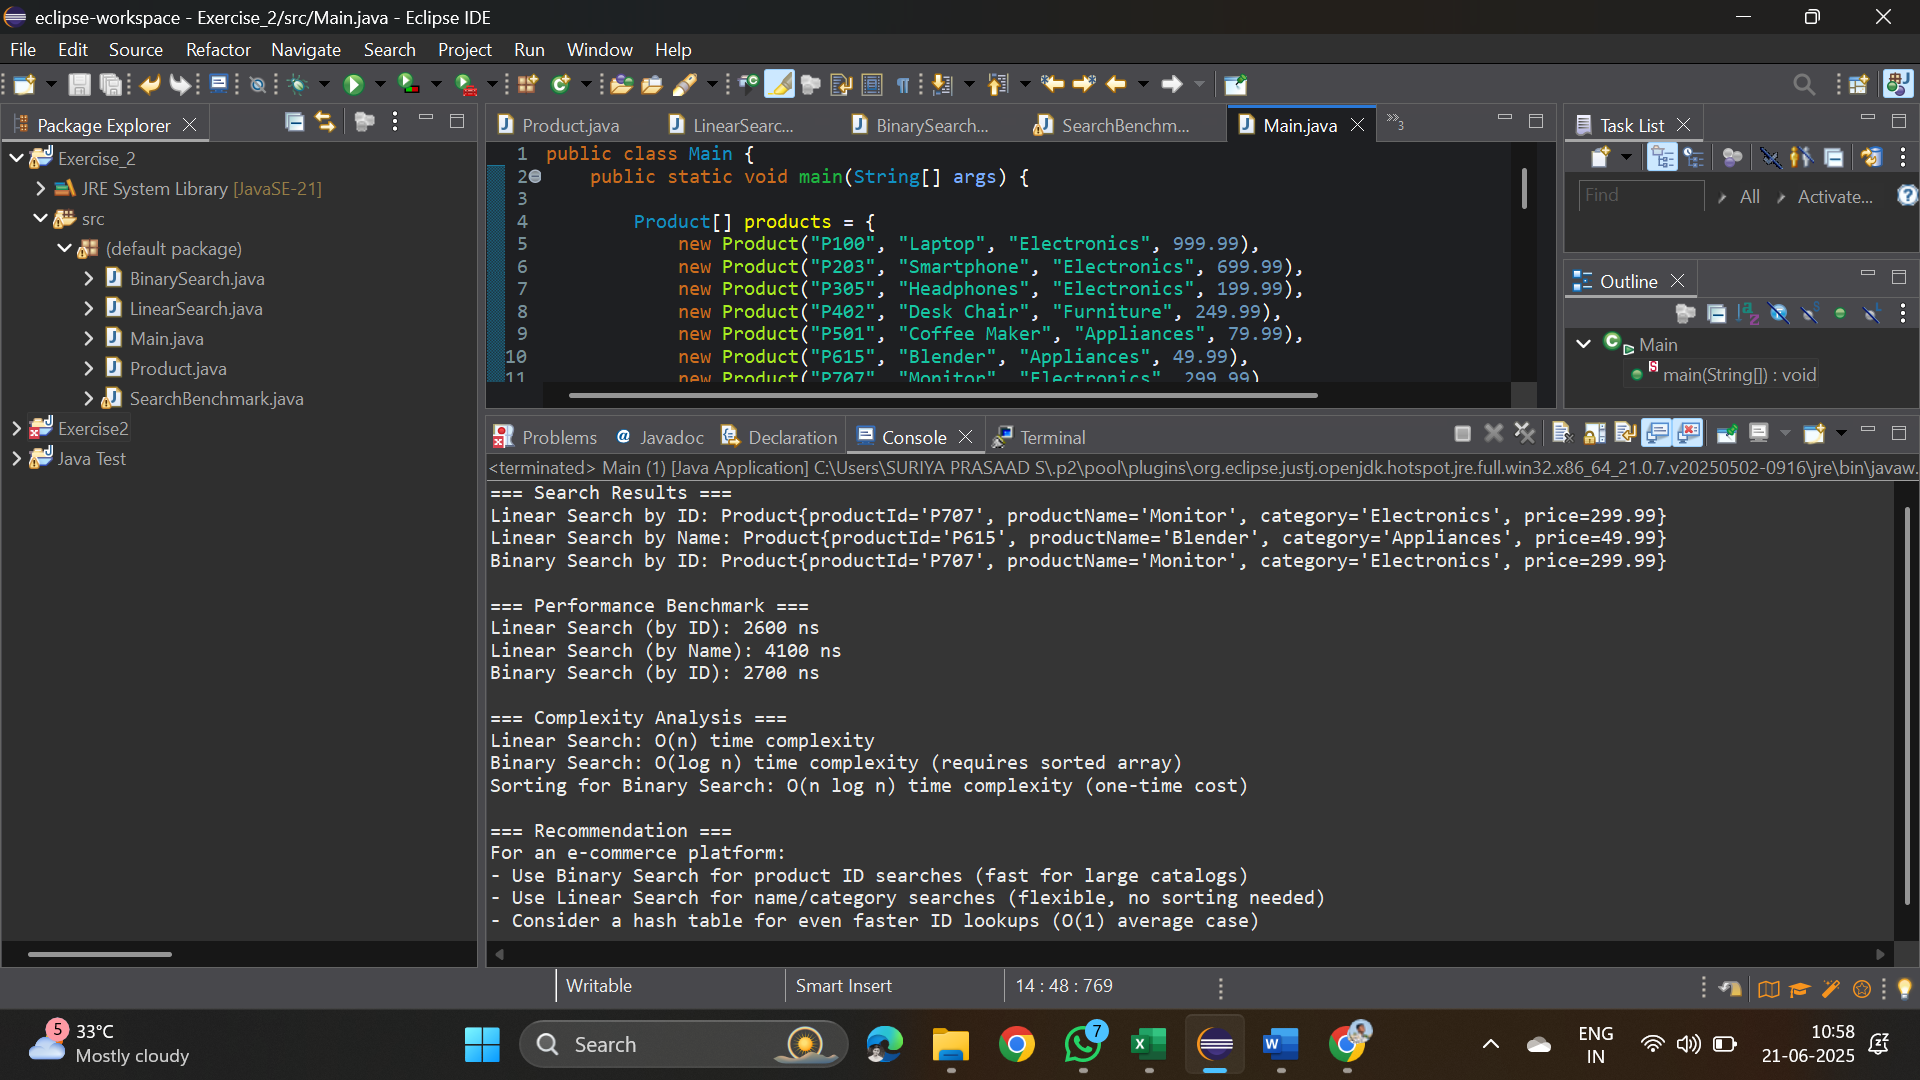 eclipse-workspace - Exercise_2/src/Main.java - Eclipse IDE
File Edit Source Refactor Navigate Search Project Run Window Help
Package Explorer
Exercise_2
JRE System Library [JavaSE-21]
src
(default package)
BinarySearch.java
LinearSearch.java
Main.java
Product.java
SearchBenchmark.java
Exercise2
Java Test
Product.java LinearSearc... BinarySearch... SearchBenchm... Main.java »3
1 public class Main {
2 public static void main(String[] args) {
3
4 Product[] products = {
5 new Product("P100", "Laptop", "Electronics", 999.99),
6 new Product("P203", "Smartphone", "Electronics", 699.99),
7 new Product("P305", "Headphones", "Electronics", 199.99),
8 new Product("P402", "Desk Chair", "Furniture", 249.99),
9 new Product("P501", "Coffee Maker", "Appliances", 79.99),
10 new Product("P615", "Blender", "Appliances", 49.99),
11 new Product("P707" "Monitor" "Electronics" 299.99)
Task List
Find All Activate...
Outline
Main
main(String[]) : void
Problems Javadoc Declaration Console Terminal
<terminated> Main (1) [Java Application] C:\Users\SURIYA PRASAAD S\.p2\pool\plugins\org.eclipse.justj.openjdk.hotspot.jre.full.win32.x86_64_21.0.7.v20250502-0916\jre\bin\javaw.
=== Search Results ===
Linear Search by ID: Product{productId='P707', productName='Monitor', category='Electronics', price=299.99}
Linear Search by Name: Product{productId='P615', productName='Blender', category='Appliances', price=49.99}
Binary Search by ID: Product{productId='P707', productName='Monitor', category='Electronics', price=299.99}
=== Performance Benchmark ===
Linear Search (by ID): 2600 ns
Linear Search (by Name): 4100 ns
Binary Search (by ID): 2700 ns
=== Complexity Analysis ===
Linear Search: O(n) time complexity
Binary Search: O(log n) time complexity (requires sorted array)
Sorting for Binary Search: O(n log n) time complexity (one-time cost)
=== Recommendation ===
For an e-commerce platform:
- Use Binary Search for product ID searches (fast for large catalogs)
- Use Linear Search for name/category searches (flexible, no sorting needed)
- Consider a hash table for even faster ID lookups (O(1) average case)
Writable Smart Insert 14 : 48 : 769
5
33°C
Mostly cloudy
Search
7
ENG
IN
10:58
21-06-2025